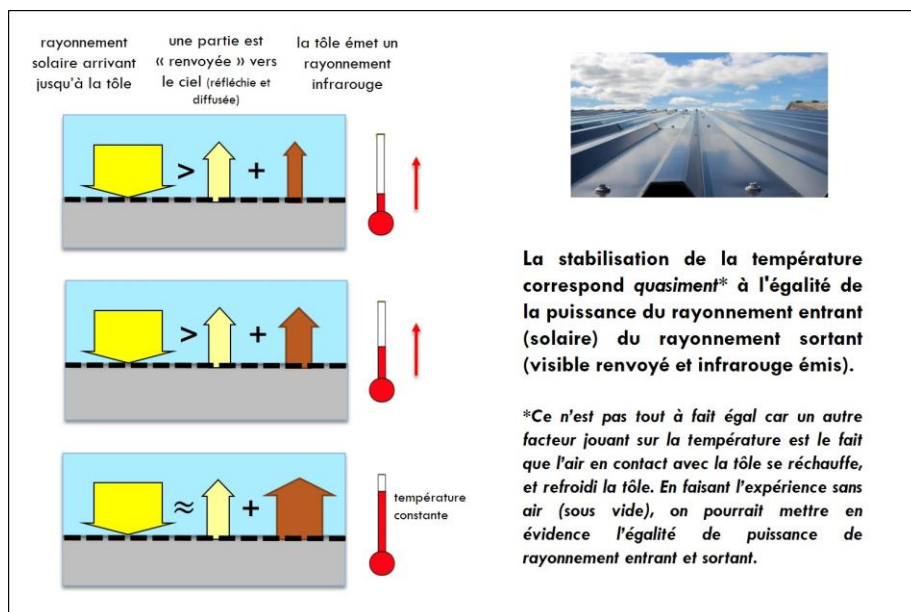 rayonnement
solaire arrivant
jusqu'à la tôle
une partie est
« renvoyée » vers
le ciel (réfléchie et
diffusée)
la tôle émet un
rayonnement
infrarouge
> +
> +
≈ +
température
constante
La stabilisation de la température
correspond quasiment* à l'égalité de
la puissance du rayonnement entrant
(solaire) du rayonnement sortant
(visible renvoyé et infrarouge émis).
*Ce n'est pas tout à fait égal car un autre
facteur jouant sur la température est le fait
que l'air en contact avec la tôle se réchauffe,
et refroidi la tôle. En faisant l'expérience sans
air (sous vide), on pourrait mettre en
évidence l'égalité de puissance de
rayonnement entrant et sortant.